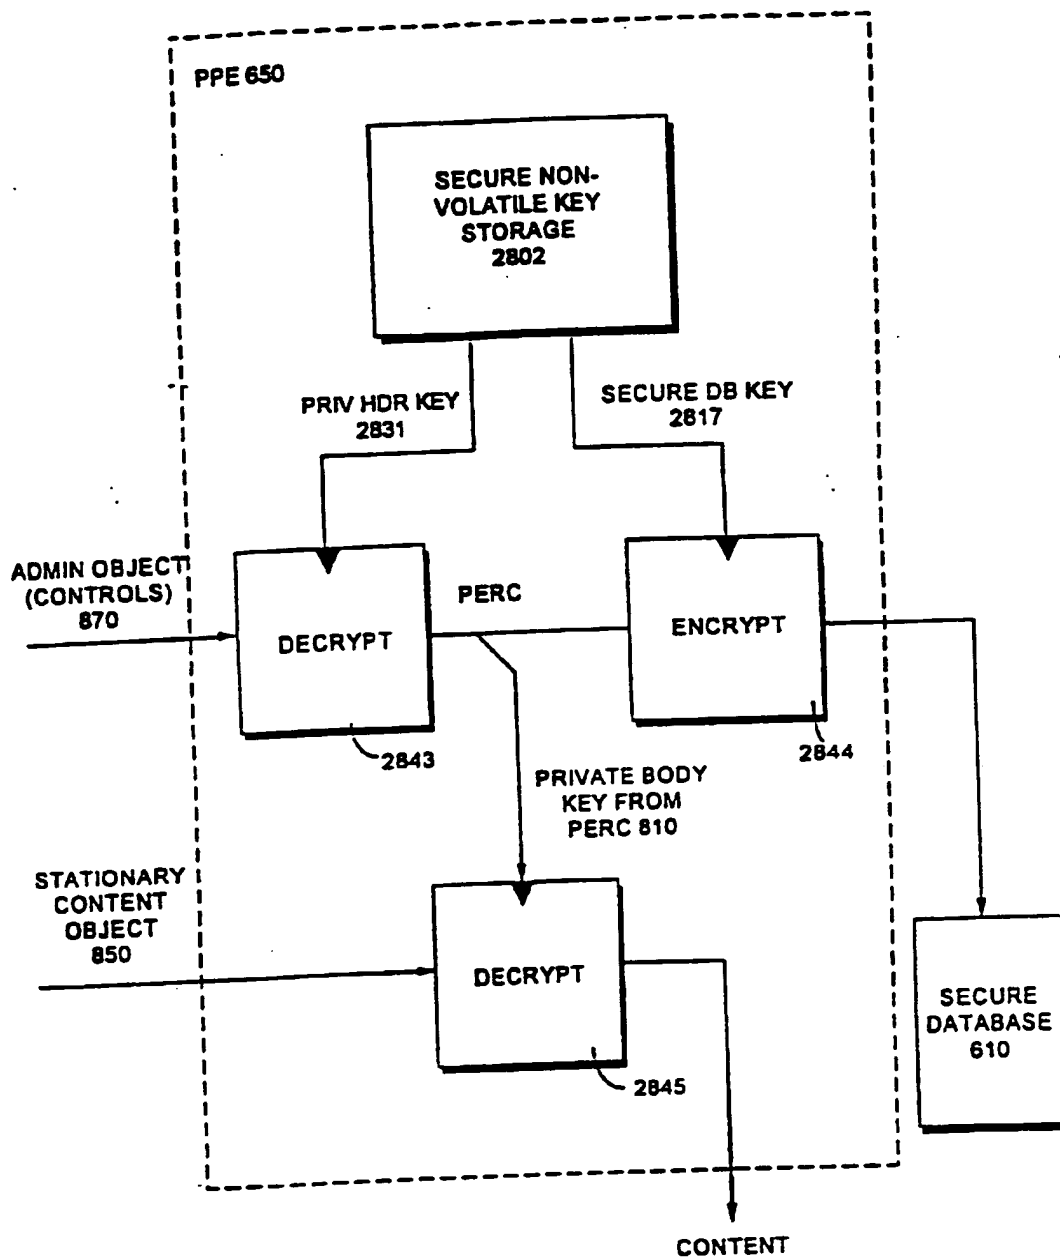 PPE 650
SECURE NON-
VOLATILE KEY
STORAGE
2802
PRIV HDR KEY
2831
SECURE DB KEY
2817
ADMIN OBJECT
(CONTROLS)
870
DECRYPT
PERC
ENCRYPT
2843
2844
PRIVATE BODY
KEY FROM
PERC 810
STATIONARY
CONTENT
OBJECT
850
DECRYPT
2845
SECURE
DATABASE
610
CONTENT